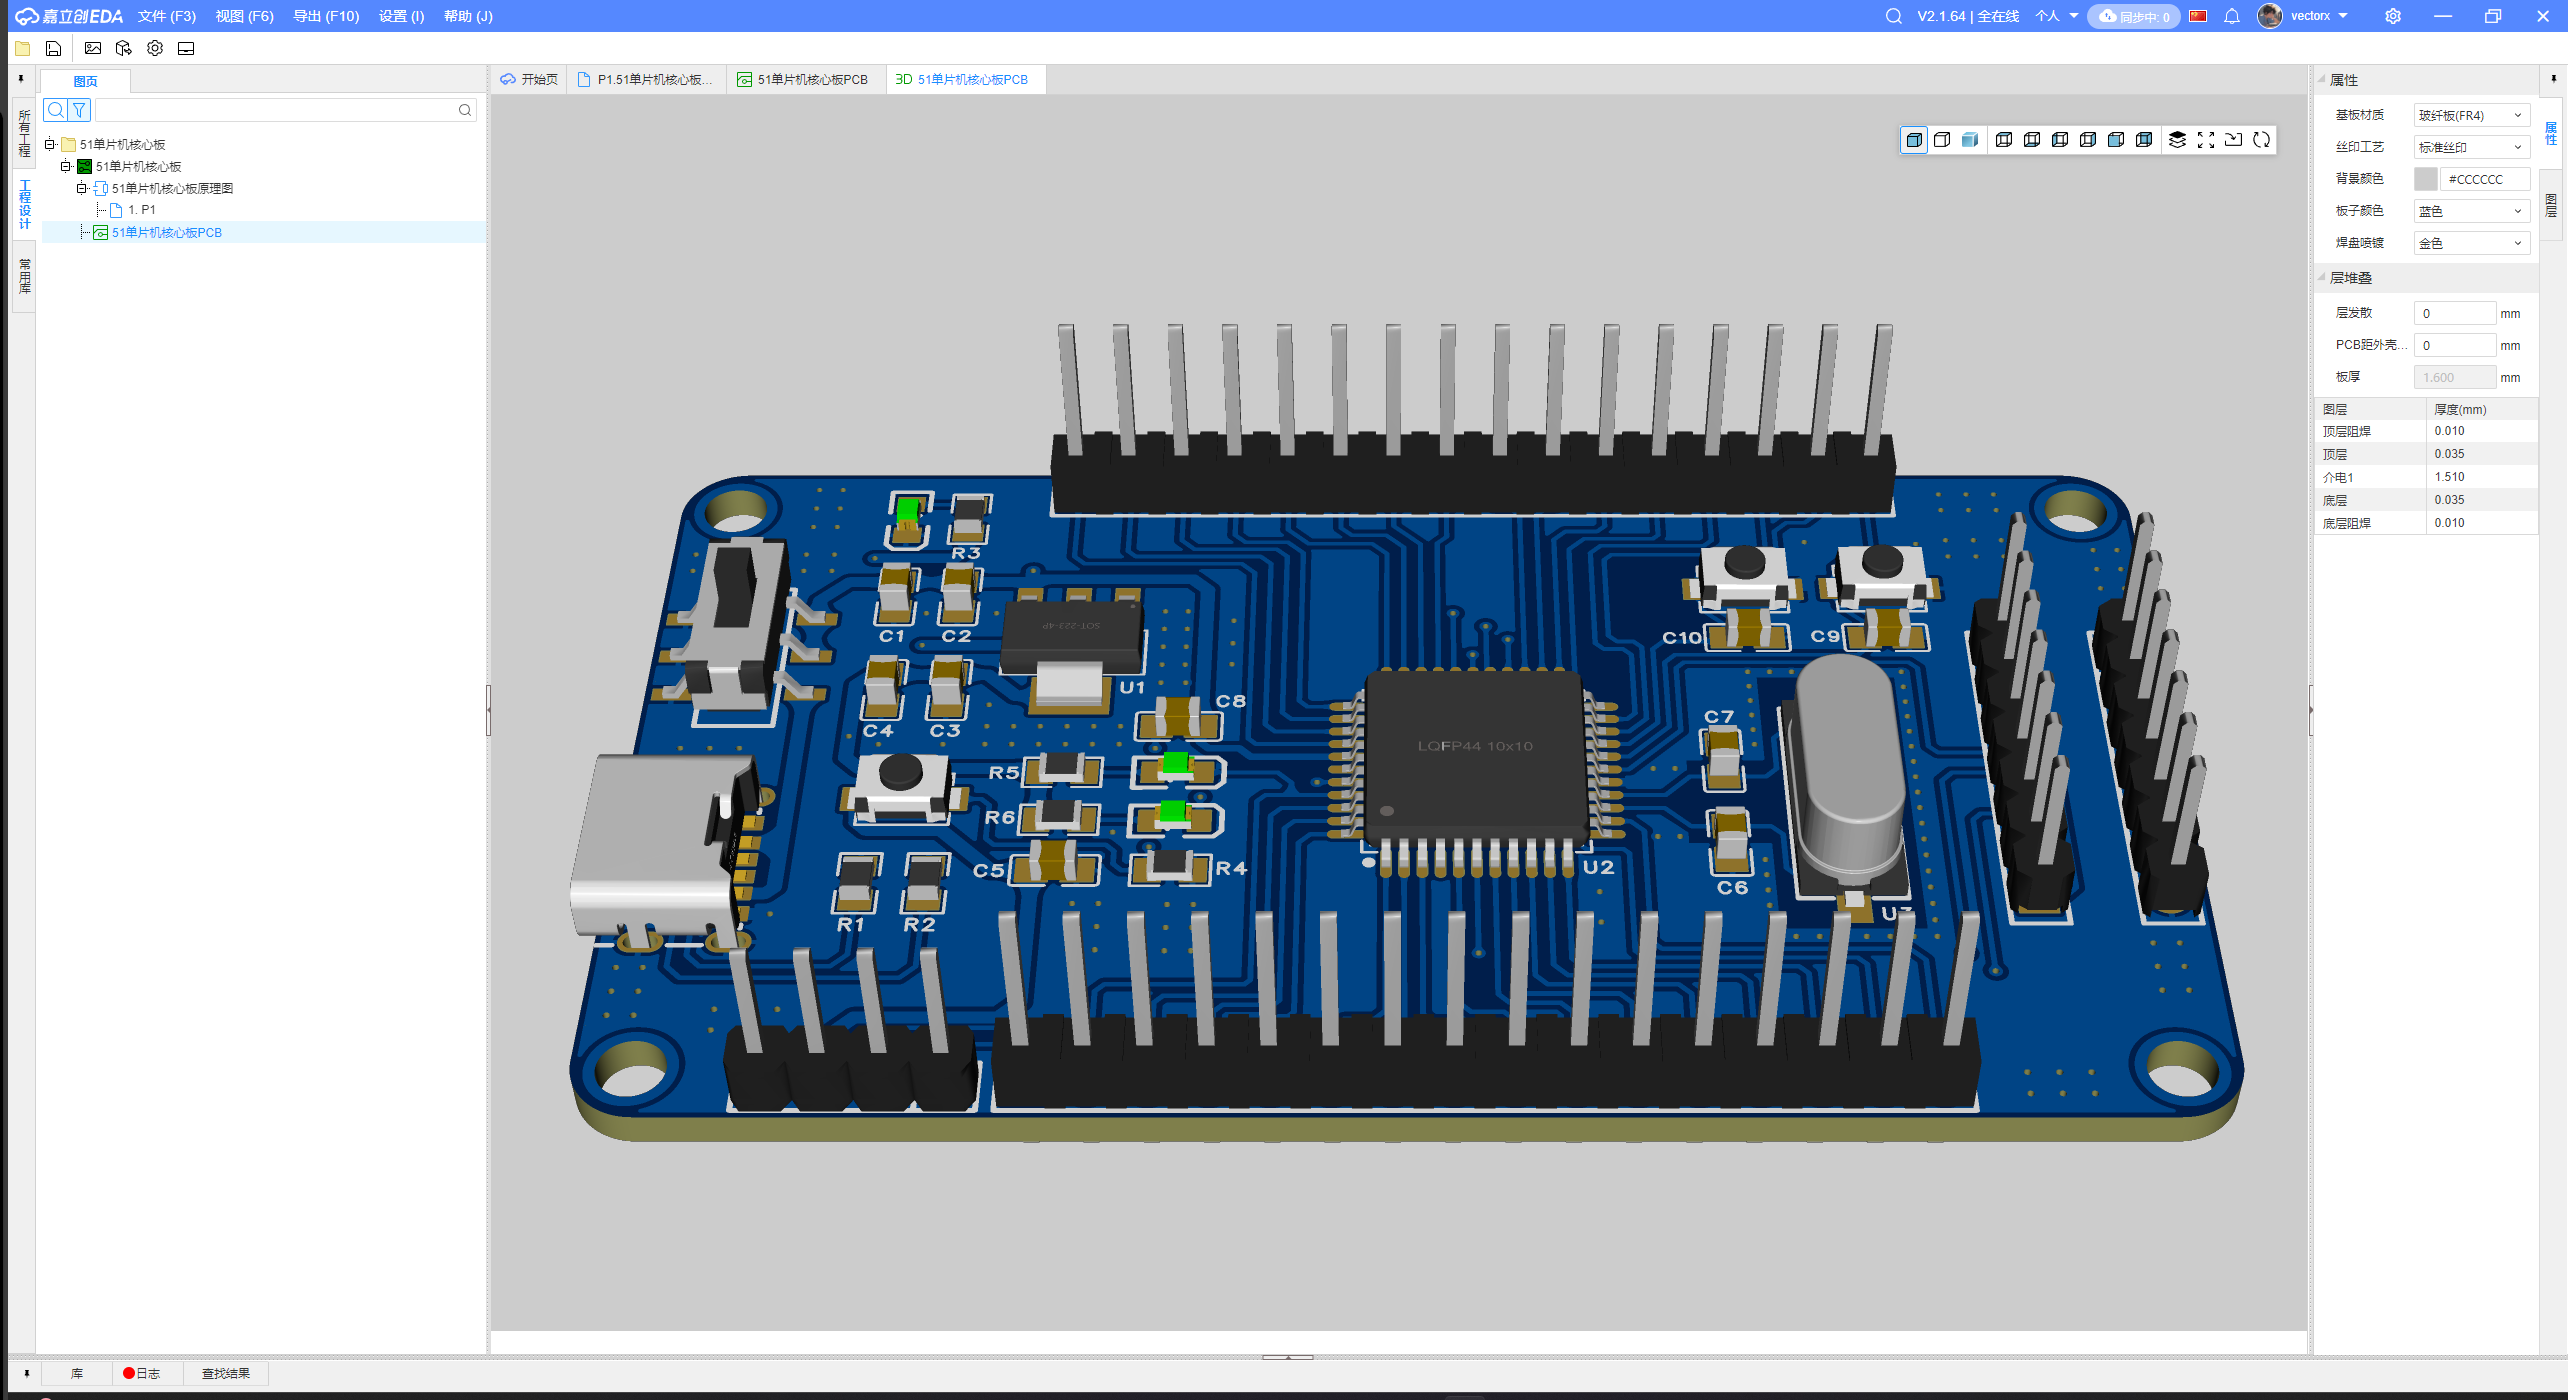 嘉立创EDA 文件 (F3) 视图 (F6) 导出 (F10) 设置 (I) 帮助 (J) V2.1.64 | 全在线 个人 同步中: 0 vectorx
图页
所有工程
工程设计
常用库
51单片机核心板
51单片机核心板
51单片机核心板原理图
1. P1
51单片机核心板PCB
开始页 P1.51单片机核心板... 51单片机核心板PCB 3D 51单片机核心板PCB
R3
C1 C2
SOT-223-4P
U1
C4 C3
C8
R5
R6
C5
R4
R1 R2
LQFP44 10x10
U2
C10 C9
C7
C6
属性
基板材质 玻纤板(FR4)
丝印工艺 标准丝印
背景颜色 #CCCCCC
板子颜色 蓝色
焊盘喷镀 金色
层堆叠
层发散 0 mm
PCB距外壳... 0 mm
板厚 1.600 mm
图层 厚度(mm)
顶层阻焊 0.010
顶层 0.035
介电1 1.510
底层 0.035
底层阻焊 0.010
属性
图层
库 日志 查找结果